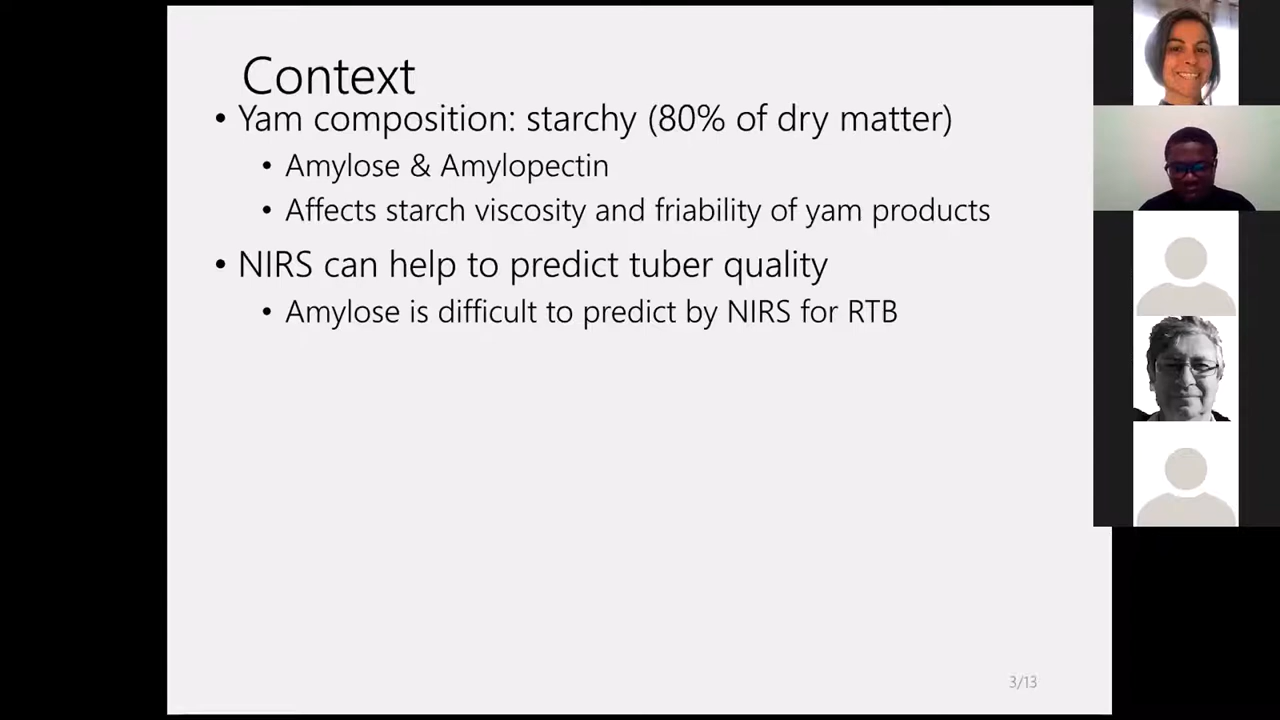 Context
• Yam composition: starchy (80% of dry matter)
• Amylose & Amylopectin
• Affects starch viscosity and friability of yam products
• NIRS can help to predict tuber quality
• Amylose is difficult to predict by NIRS for RTB
3/13